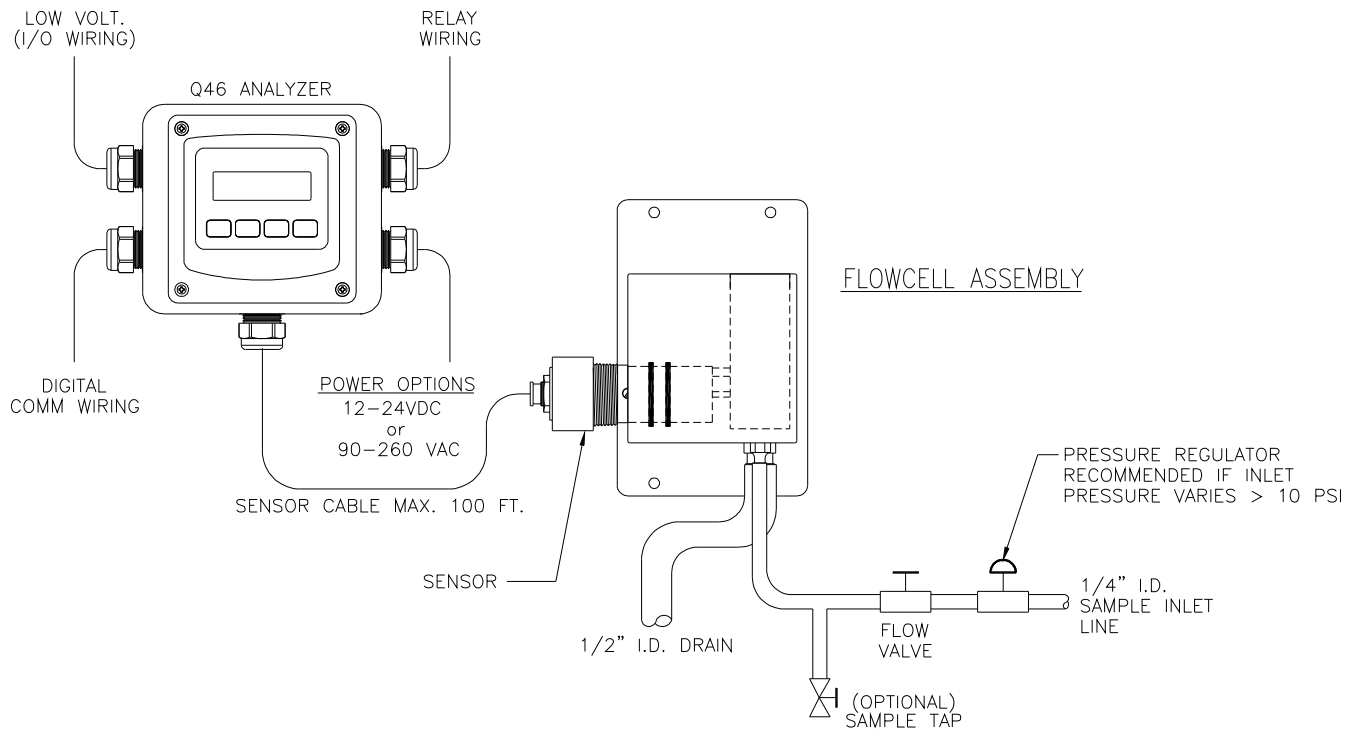 LOW VOLT.
(I/O WIRING)
RELAY
WIRING
Q46 ANALYZER
FLOWCELL ASSEMBLY
DIGITAL
COMM WIRING
POWER OPTIONS
12-24VDC
or
90-260 VAC
SENSOR CABLE MAX. 100 FT.
PRESSURE REGULATOR
RECOMMENDED IF INLET
PRESSURE VARIES > 10 PSI
SENSOR
1/4" I.D.
SAMPLE INLET
LINE
1/2" I.D. DRAIN
FLOW
VALVE
(OPTIONAL)
SAMPLE TAP